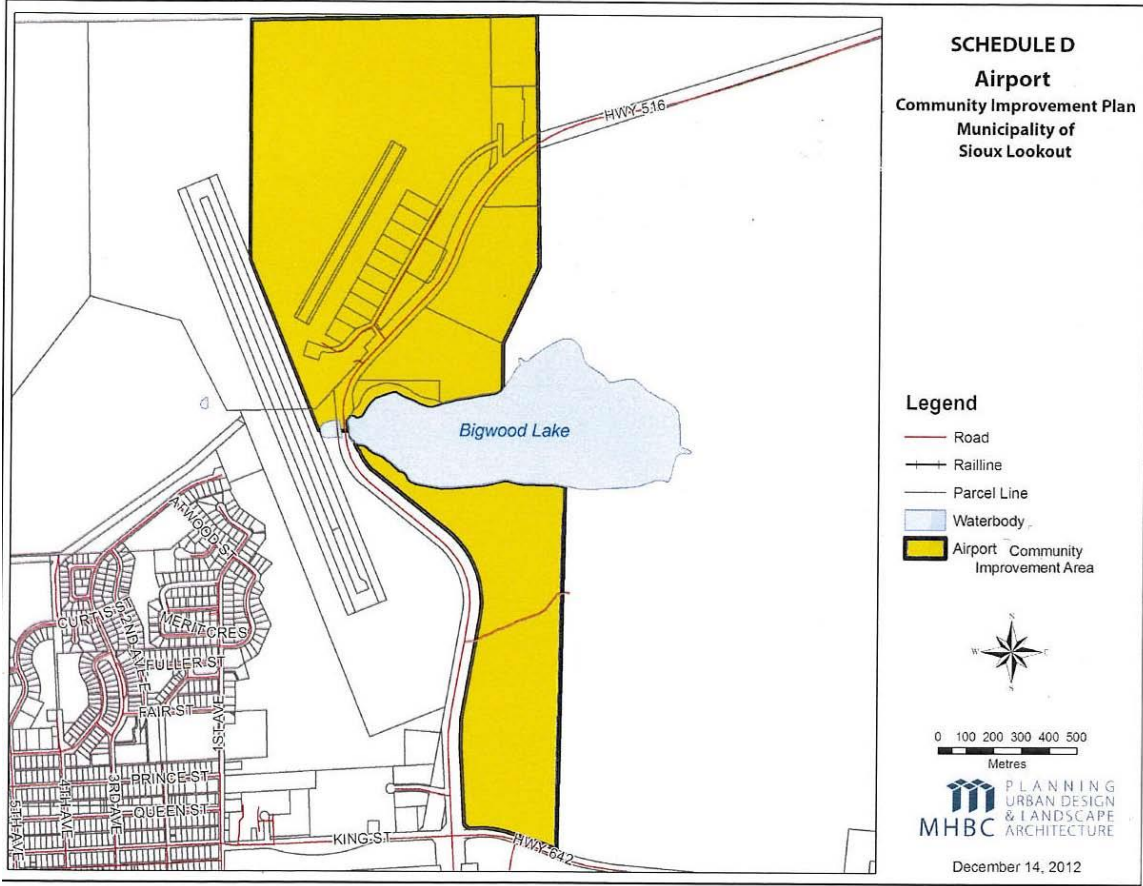 SCHEDULE D
Airport
Community Improvement Plan
Municipality of
Sioux Lookout
HWY 516
Bigwood Lake
ATWOOD ST
CURTIS ST
2ND AVE E
MERIT CRES
FULLER ST
FAIR ST
1ST AVE
PRINCE ST
4TH AVE
3RD AVE
QUEEN ST
5TH AVE
KING ST
HWY 642
Legend
Road
Railline
Parcel Line
Waterbody
Airport Community
Improvement Area
N
W E
S
0 100 200 300 400 500
Metres
MHBC
PLANNING
URBAN DESIGN
& LANDSCAPE
ARCHITECTURE
December 14, 2012